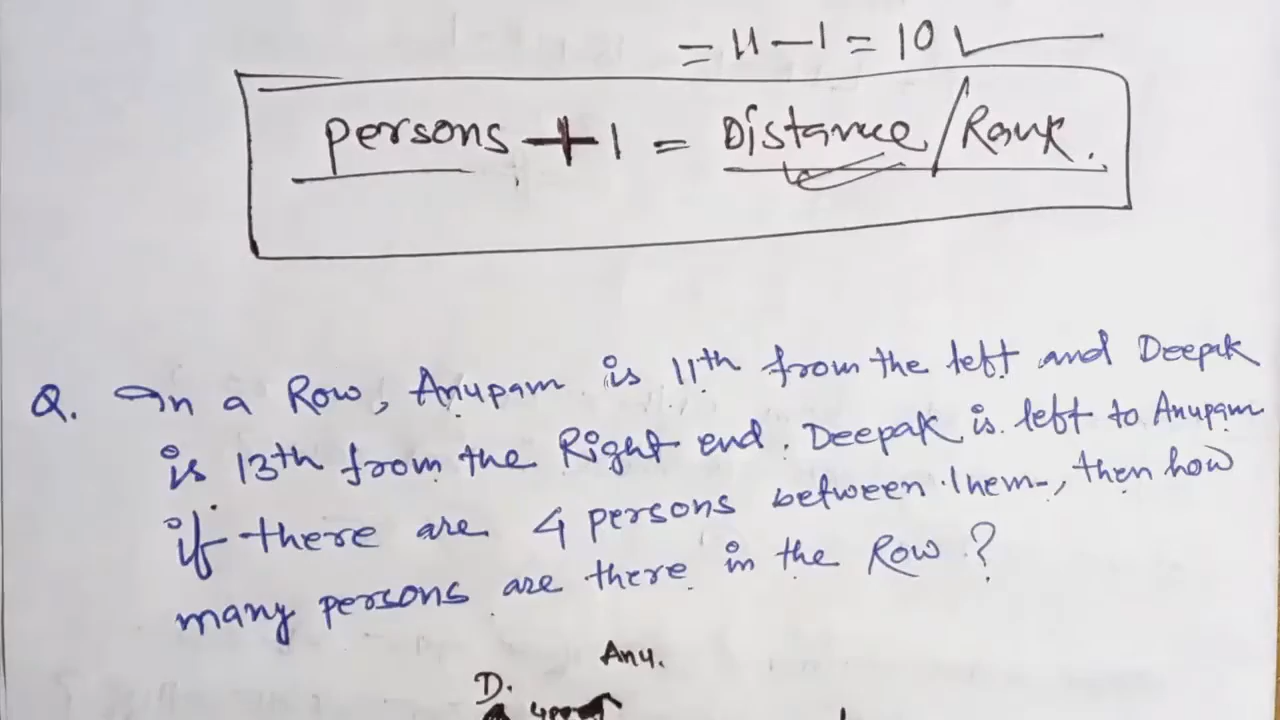 = 11 – 1 = 10
persons + 1 = Distance/Rank.
Q. In a Row, Anupam is 11th from the left and Deepak
is 13th from the Right end. Deepak is left to Anupam
if there are 4 persons between them, then how
many persons are there in the Row?
Anu.
D.